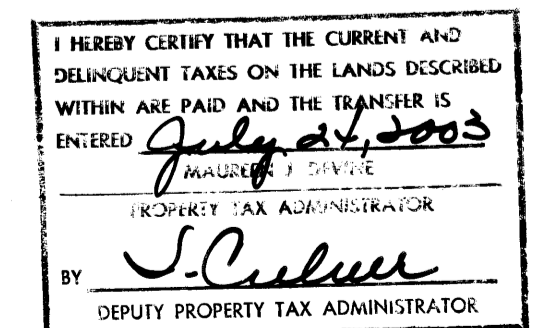 I HEREBY CERTIFY THAT THE CURRENT AND
DELINQUENT TAXES ON THE LANDS DESCRIBED
WITHIN ARE PAID AND THE TRANSFER IS
ENTERED July 24, 2003
MAUREEN J. DEVINE
PROPERTY TAX ADMINISTRATOR
BY J. Culver
DEPUTY PROPERTY TAX ADMINISTRATOR